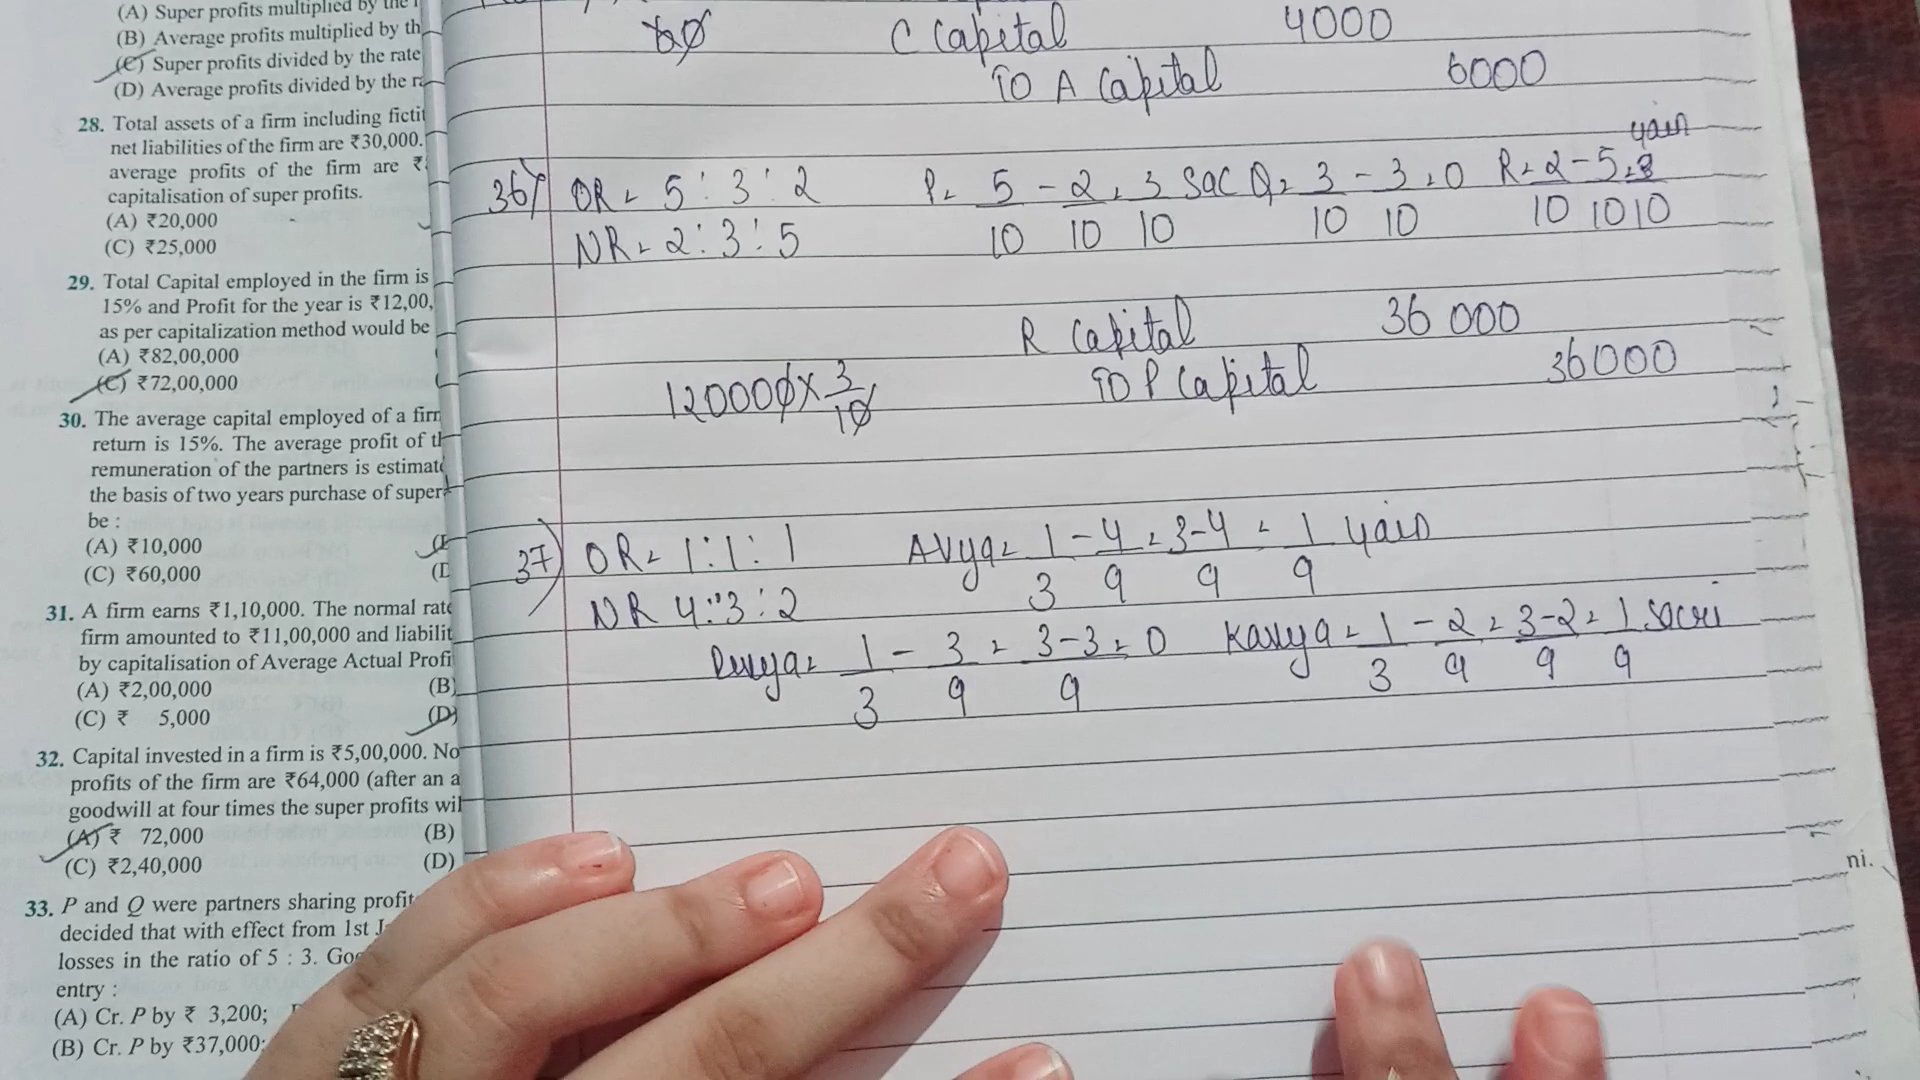 (A) Super profits multiplied by the
(B) Average profits multiplied by th
(C) Super profits divided by the rate
(D) Average profits divided by the ra
28. Total assets of a firm including fictit
net liabilities of the firm are ₹30,000.
average profits of the firm are ₹
capitalisation of super profits.
(A) ₹20,000
(C) ₹25,000
29. Total Capital employed in the firm is
15% and Profit for the year is ₹12,00,
as per capitalization method would be
(A) ₹82,00,000
(C) ₹72,00,000
30. The average capital employed of a firm
return is 15%. The average profit of th
remuneration of the partners is estimate
the basis of two years purchase of super
be :
(A) ₹10,000
(C) ₹60,000 (D
31. A firm earns ₹1,10,000. The normal rate
firm amounted to ₹11,00,000 and liabilit
by capitalisation of Average Actual Profi
(A) ₹2,00,000 (B)
(C) ₹ 5,000 (D)
32. Capital invested in a firm is ₹5,00,000. No
profits of the firm are ₹64,000 (after an a
goodwill at four times the super profits wil
(A) ₹ 72,000 (B)
(C) ₹2,40,000 (D)
33. P and Q were partners sharing profit
decided that with effect from 1st J
losses in the ratio of 5 : 3. Goo
entry :
(A) Cr. P by ₹ 3,200;
(B) Cr. P by ₹37,000;
C Capital 4000
TO A Capital 6000
36) OR = 5 : 3 : 2 P = 5/10 - 2/10 = 3/10 Sac Q = 3/10 - 3/10 = 0 R = 2/10 - 5/10 = 3/10 gain
NR = 2 : 3 : 5
R Capital 36 000
TO P Capital 36000
120000 × 3/10
37) OR = 1 : 1 : 1 Avya = 1/3 - 4/9 = 3-4/9 = 1/9 gain
NR 4 : 3 : 2
Divya = 1/3 - 3/9 = 3-3/9 = 0 Kavya = 1/3 - 2/9 = 3-2/9 = 1/9 sacri
ni.